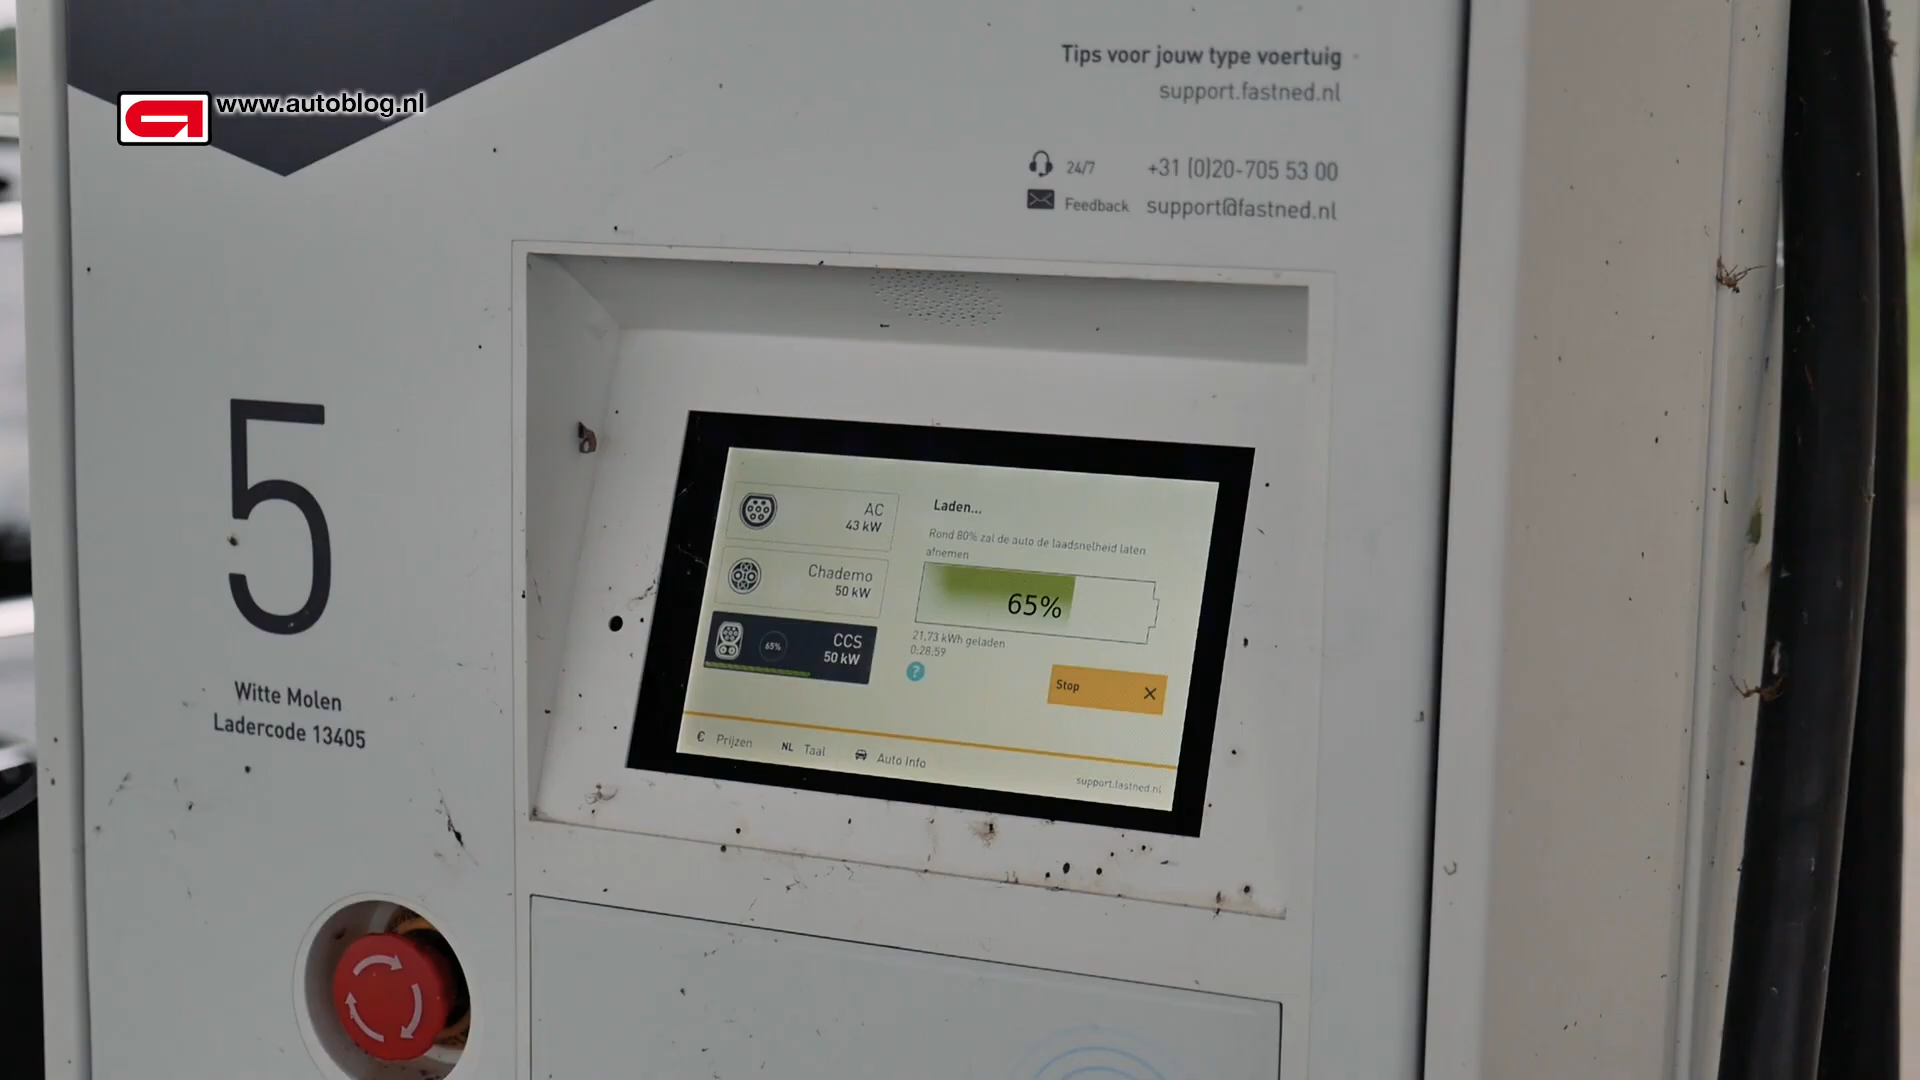 www.autoblog.nl
Tips voor jouw type voertuig
support.fastned.nl
24/7 +31 (0)20-705 53 00
Feedback support@fastned.nl
5
Witte Molen
Ladercode 13405
AC
43 kW
Chademo
50 kW
65%
CCS
50 kW
Laden...
Rond 80% zal de auto de laadsnelheid laten
afnemen
65%
21,73 kWh geladen
0:28:59
?
Stop
€ Prijzen NL Taal Auto info
support.fastned.nl